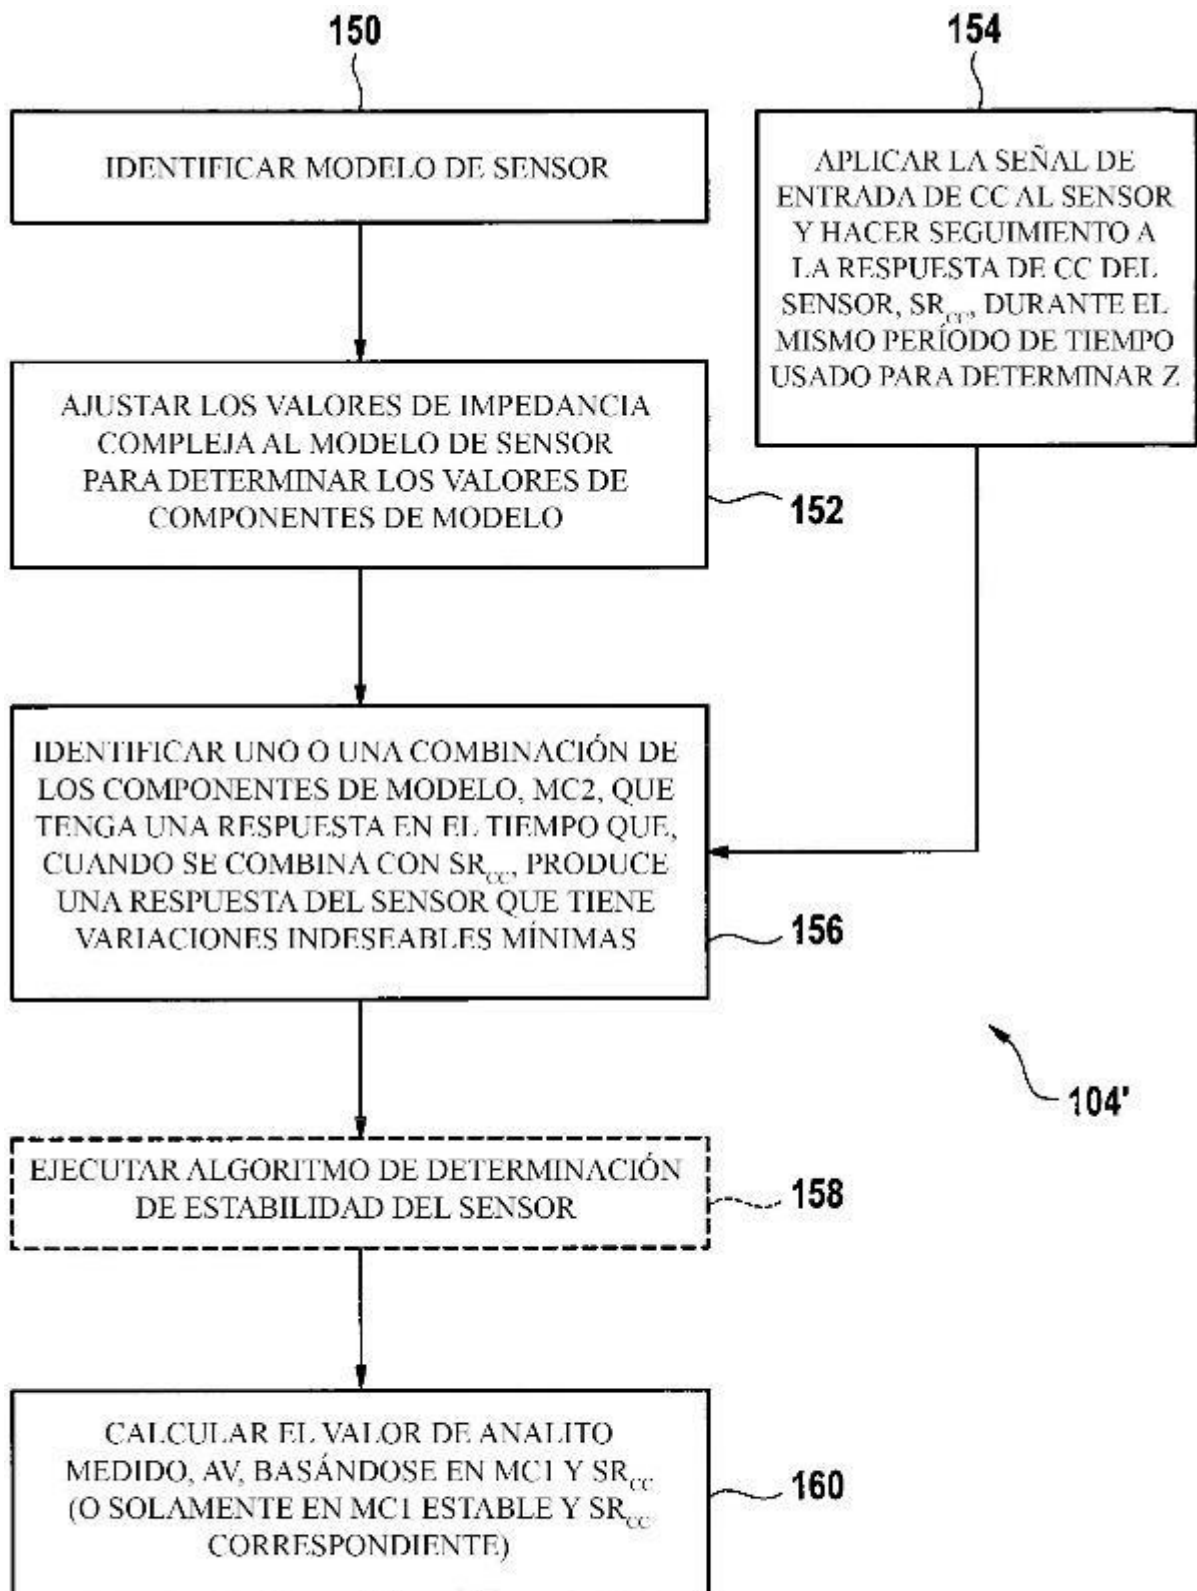 150
IDENTIFICAR MODELO DE SENSOR
154
APLICAR LA SEÑAL DE
ENTRADA DE CC AL SENSOR
Y HACER SEGUIMIENTO A
LA RESPUESTA DE CC DEL
SENSOR, SR_CC, DURANTE EL
MISMO PERÍODO DE TIEMPO
USADO PARA DETERMINAR Z
AJUSTAR LOS VALORES DE IMPEDANCIA
COMPLEJA AL MODELO DE SENSOR
PARA DETERMINAR LOS VALORES DE
COMPONENTES DE MODELO
152
IDENTIFICAR UNO O UNA COMBINACIÓN DE
LOS COMPONENTES DE MODELO, MC2, QUE
TENGA UNA RESPUESTA EN EL TIEMPO QUE,
CUANDO SE COMBINA CON SR_CC, PRODUCE
UNA RESPUESTA DEL SENSOR QUE TIENE
VARIACIONES INDESEABLES MÍNIMAS
156
104'
EJECUTAR ALGORITMO DE DETERMINACIÓN
DE ESTABILIDAD DEL SENSOR
158
CALCULAR EL VALOR DE ANALITO
MEDIDO, AV, BASÁNDOSE EN MC1 Y SR_CC
(O SOLAMENTE EN MC1 ESTABLE Y SR_CC
CORRESPONDIENTE)
160